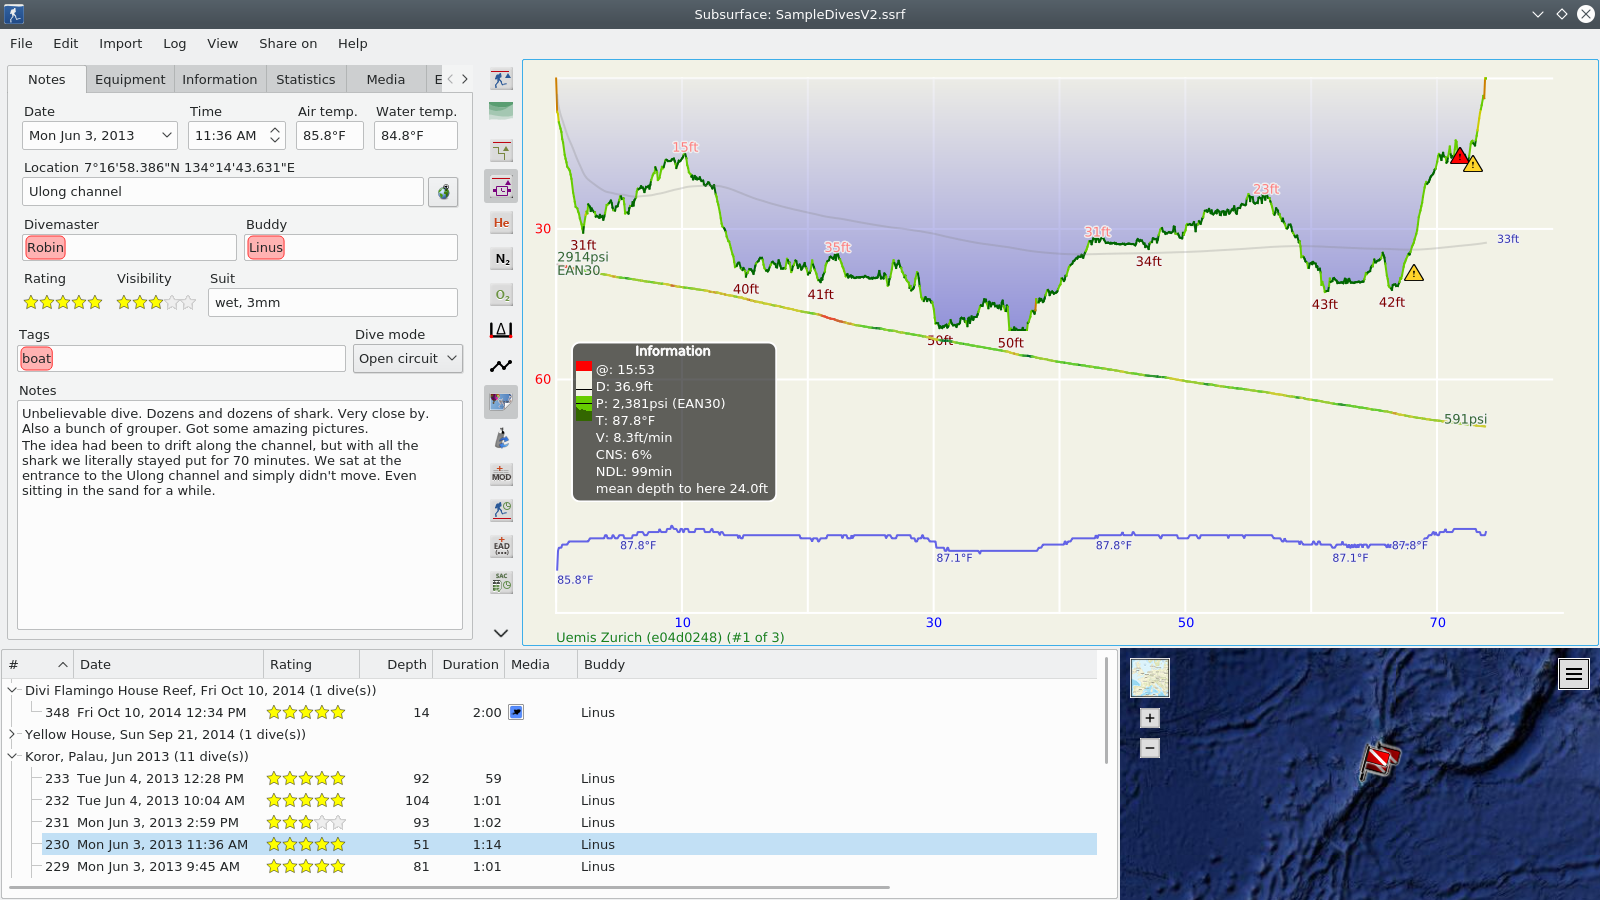 Subsurface: SampleDivesV2.ssrf
File Edit Import Log View Share on Help
Notes Equipment Information Statistics Media E
Date Time Air temp. Water temp.
Mon Jun 3, 2013 11:36 AM 85.8°F 84.8°F
Location 7°16'58.386"N 134°14'43.631"E
Ulong channel
Divemaster Buddy
Robin Linus
Rating Visibility Suit
wet, 3mm
Tags Dive mode
boat Open circuit
Notes
Unbelievable dive. Dozens and dozens of shark. Very close by.
Also a bunch of grouper. Got some amazing pictures.
The idea had been to drift along the channel, but with all the
shark we literally stayed put for 70 minutes. We sat at the
entrance to the Ulong channel and simply didn't move. Even
sitting in the sand for a while.
He
N₂
O₂
MOD
EAD
(...)
SAC
15ft
23ft
30
31ft
31ft
33ft
35ft
34ft
2914psi
EAN30
40ft
41ft
43ft
42ft
50ft
50ft
60
591psi
Information
@: 15:53
D: 36.9ft
P: 2,381psi (EAN30)
T: 87.8°F
V: 8.3ft/min
CNS: 6%
NDL: 99min
mean depth to here 24.0ft
87.8°F 87.8°F 87.8°F
87.1°F 87.1°F
85.8°F
10 30 50 70
Uemis Zurich (e04d0248) (#1 of 3)
# Date Rating Depth Duration Media Buddy
Divi Flamingo House Reef, Fri Oct 10, 2014 (1 dive(s))
348 Fri Oct 10, 2014 12:34 PM 14 2:00 Linus
Yellow House, Sun Sep 21, 2014 (1 dive(s))
Koror, Palau, Jun 2013 (11 dive(s))
233 Tue Jun 4, 2013 12:28 PM 92 59 Linus
232 Tue Jun 4, 2013 10:04 AM 104 1:01 Linus
231 Mon Jun 3, 2013 2:59 PM 93 1:02 Linus
230 Mon Jun 3, 2013 11:36 AM 51 1:14 Linus
229 Mon Jun 3, 2013 9:45 AM 81 1:01 Linus